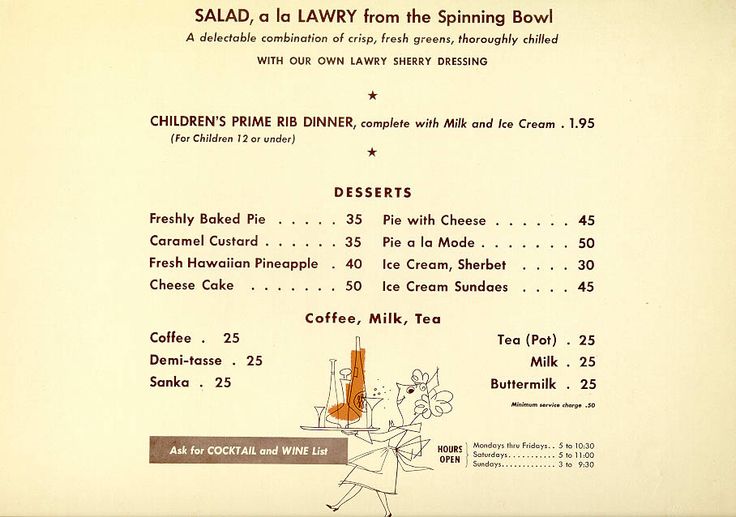 SALAD, a la LAWRY from the Spinning Bowl
A delectable combination of crisp, fresh greens, thoroughly chilled
WITH OUR OWN LAWRY SHERRY DRESSING
CHILDREN'S PRIME RIB DINNER, complete with Milk and Ice Cream . 1.95
(For Children 12 or under)
DESSERTS
Freshly Baked Pie . . . . . 35
Caramel Custard . . . . . . 35
Fresh Hawaiian Pineapple . 40
Cheese Cake . . . . . . . 50
Pie with Cheese . . . . . . 45
Pie a la Mode . . . . . . . 50
Ice Cream, Sherbet . . . . 30
Ice Cream Sundaes . . . . 45
Coffee, Milk, Tea
Coffee . 25
Demi-tasse . 25
Sanka . 25
Tea (Pot) . 25
Milk . 25
Buttermilk . 25
Minimum service charge .50
Ask for COCKTAIL and WINE List
HOURS OPEN
Mondays thru Fridays . . 5 to 10:30
Saturdays . . . . . . . . . . . 5 to 11:00
Sundays . . . . . . . . . . . . 3 to 9:30